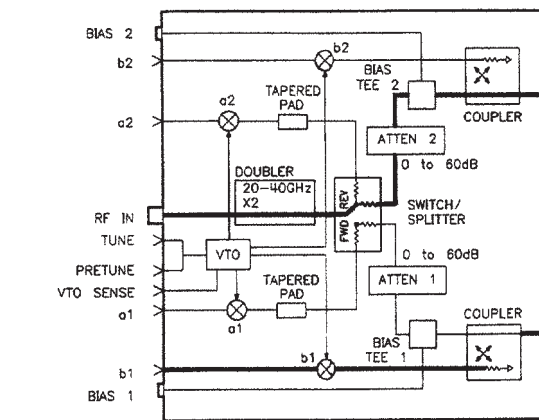 BIAS 2
b2
b2
BIAS
TEE 2
COUPLER
a2
a2
TAPERED
PAD
ATTEN 2
0 to 60dB
DOUBLER
20-40GHz
X2
REV
FWD
SWITCH/
SPLITTER
RF IN
TUNE
PRETUNE
VTO
VTO SENSE
0 to 60dB
ATTEN 1
TAPERED
PAD
a1
a1
COUPLER
BIAS
TEE 1
b1
b1
BIAS 1